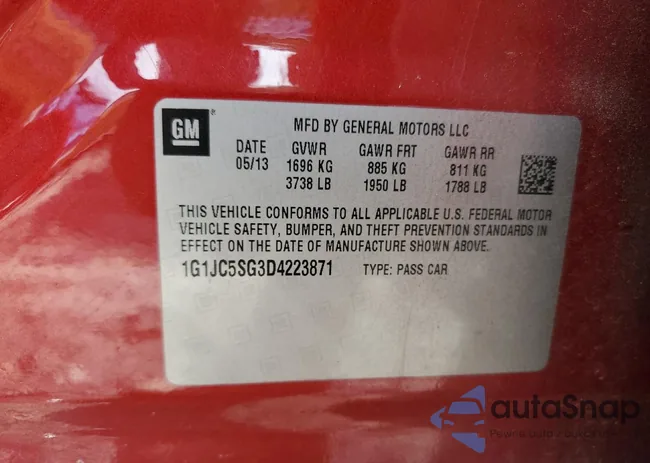 GM
MFD BY GENERAL MOTORS LLC
DATE GVWR GAWR FRT GAWR RR
05/13 1696 KG 885 KG 811 KG
3738 LB 1950 LB 1788 LB
THIS VEHICLE CONFORMS TO ALL APPLICABLE U.S. FEDERAL MOTOR
VEHICLE SAFETY, BUMPER, AND THEFT PREVENTION STANDARDS IN
EFFECT ON THE DATE OF MANUFACTURE SHOWN ABOVE.
1G1JC5SG3D4223871 TYPE: PASS CAR
autoSnap